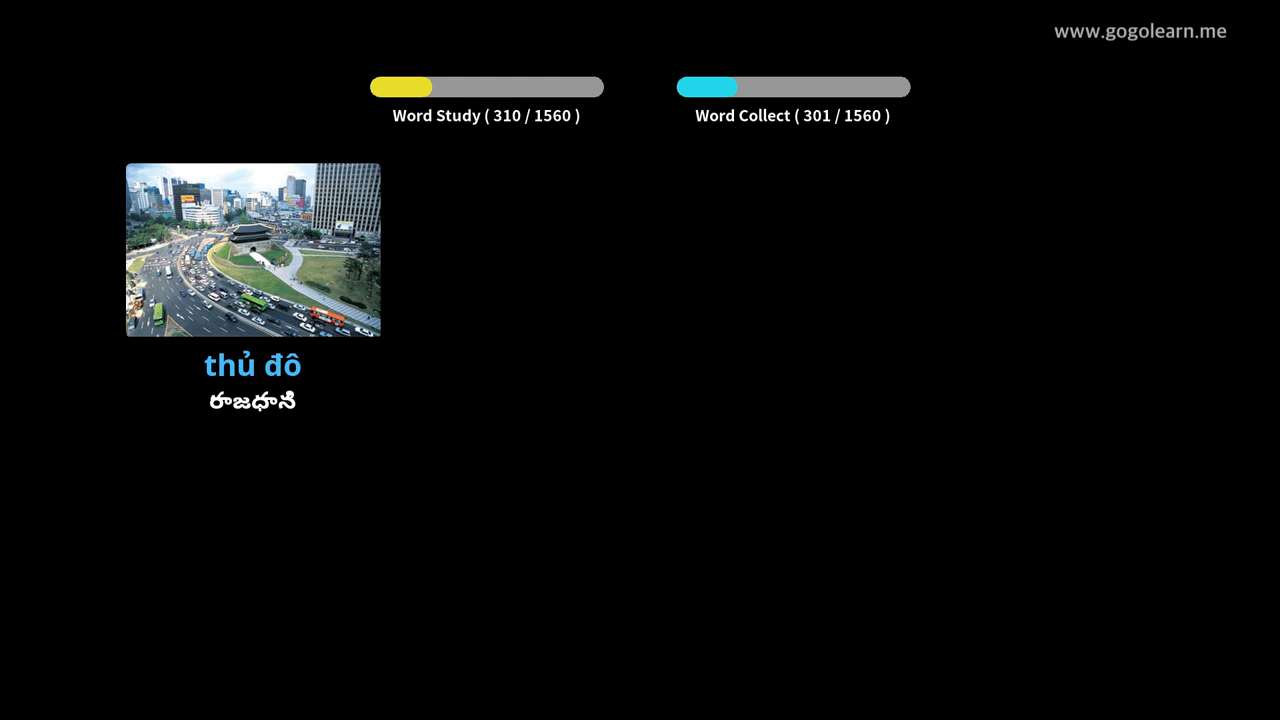 www.gogolearn.me
Word Study ( 310 / 1560 )
Word Collect ( 301 / 1560 )
thủ đô
రాజధాని